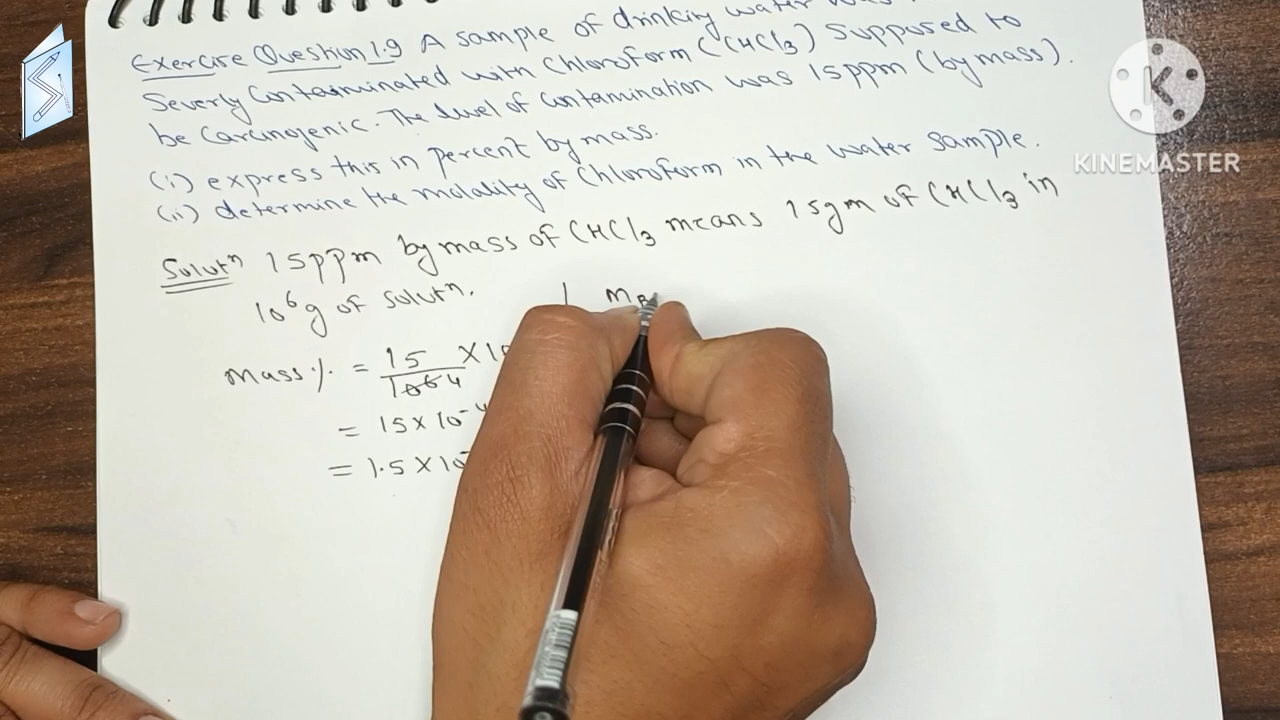 Exercise Question 1.9 A sample of drinking water was
Severly Contaminated with Chloroform (CHCl3) Supposed to
be Carcinogenic. The level of contamination was 15ppm (by mass).
(i) express this in percent by mass.
(ii) determine the molality of Chloroform in the water sample.
Solutn 15ppm by mass of CHCl3 means 15gm of CHCl3 in
10^6 g of solutn.
mB
Mass % = 15/10^6 4 × 10
= 15 × 10^-4
= 1.5 × 10^-
KINEMASTER